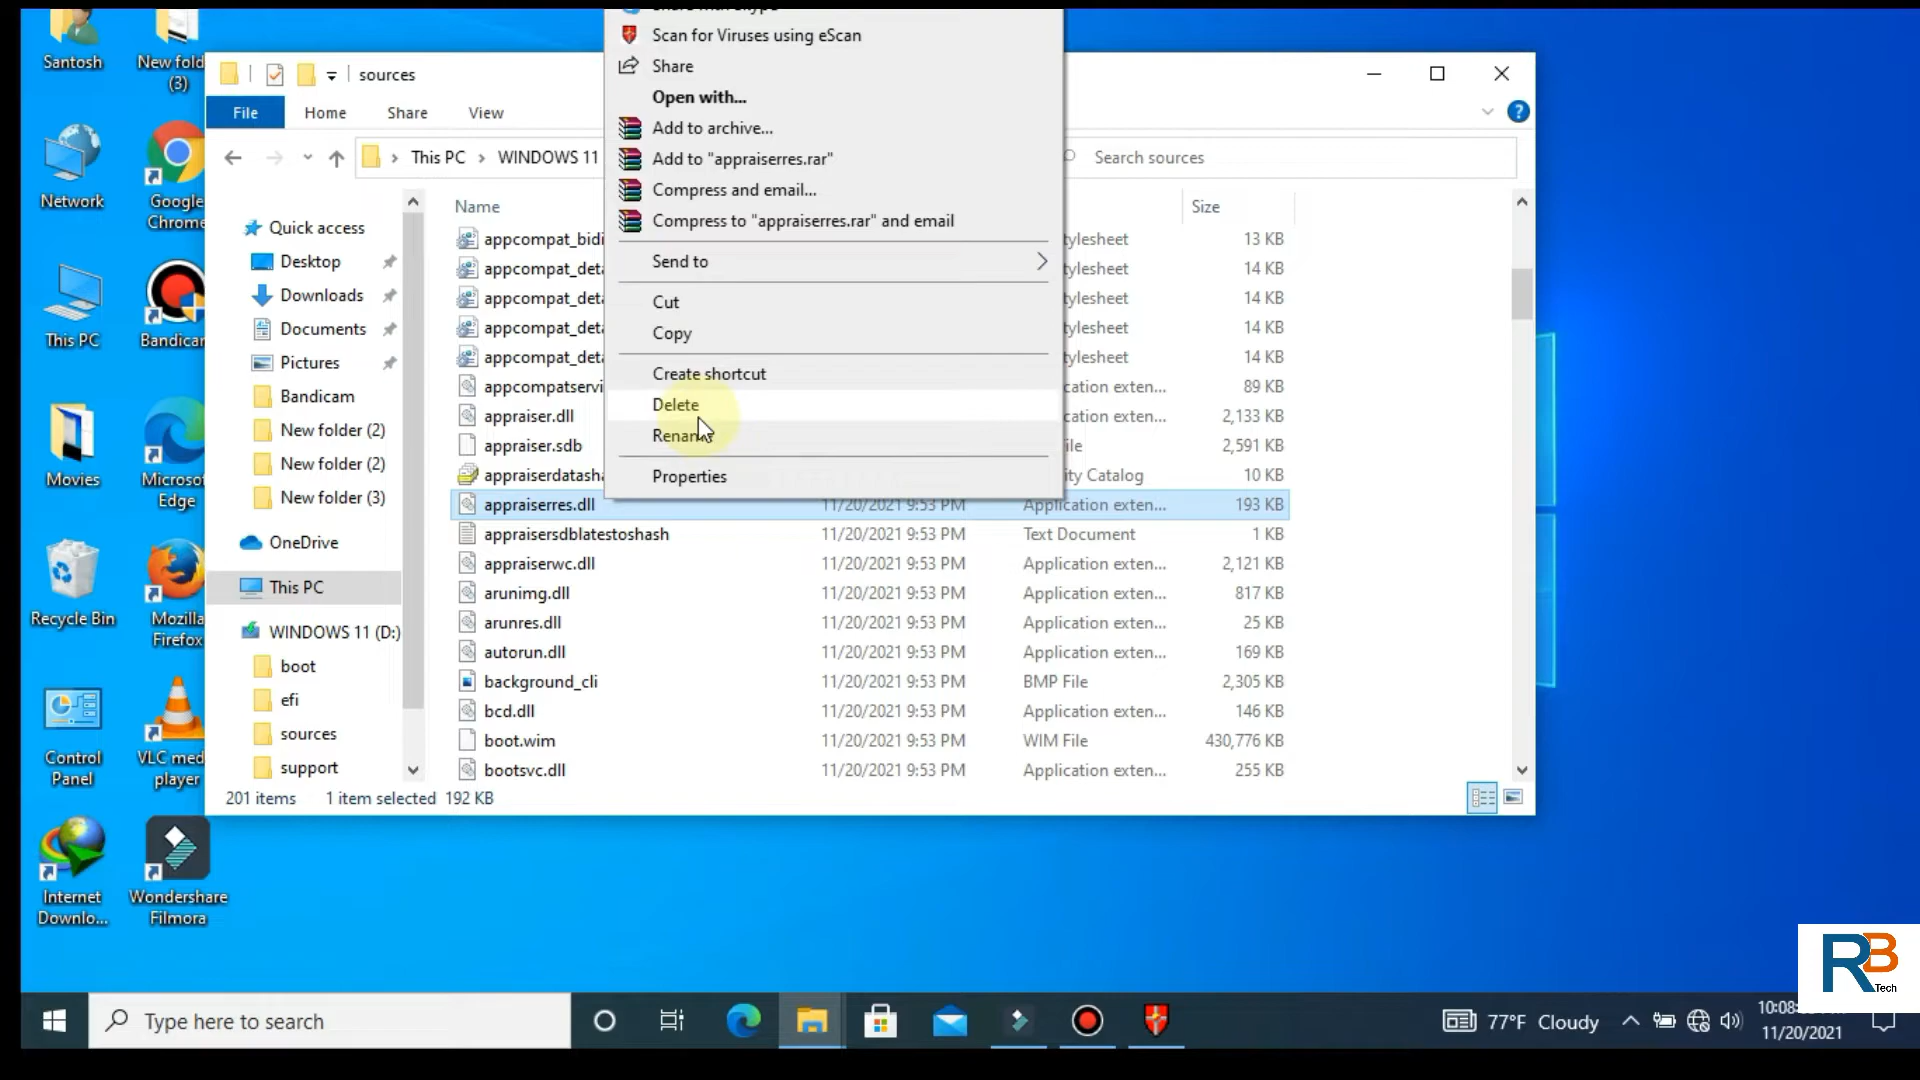 Santosh
New fold
(3)
Network
Google
Chrome
This PC
Bandicam
Movies
Microsof
Edge
Recycle Bin
Mozilla
Firefox
Control
Panel
VLC med
player
Internet
Downlo...
Wondershare
Filmora
sources
File
Home
Share
View
This PC
WINDOWS 11
Search sources
Quick access
Desktop
Downloads
Documents
Pictures
Bandicam
New folder (2)
New folder (2)
New folder (3)
OneDrive
This PC
WINDOWS 11 (D:)
boot
efi
sources
support
Name
Size
appcompat_bidi
tylesheet
13 KB
appcompat_deta
tylesheet
14 KB
appcompat_deta
tylesheet
14 KB
appcompat_deta
tylesheet
14 KB
appcompat_deta
tylesheet
14 KB
appcompatservi
cation exten...
89 KB
appraiser.dll
cation exten...
2,133 KB
appraiser.sdb
ile
2,591 KB
appraiserdatasha
ity Catalog
10 KB
appraiserres.dll
11/20/2021 9:53 PM
Application exten...
193 KB
appraisersdblatestoshash
11/20/2021 9:53 PM
Text Document
1 KB
appraiserwc.dll
11/20/2021 9:53 PM
Application exten...
2,121 KB
arunimg.dll
11/20/2021 9:53 PM
Application exten...
817 KB
arunres.dll
11/20/2021 9:53 PM
Application exten...
25 KB
autorun.dll
11/20/2021 9:53 PM
Application exten...
169 KB
background_cli
11/20/2021 9:53 PM
BMP File
2,305 KB
bcd.dll
11/20/2021 9:53 PM
Application exten...
146 KB
boot.wim
11/20/2021 9:53 PM
WIM File
430,776 KB
bootsvc.dll
11/20/2021 9:53 PM
Application exten...
255 KB
201 items
1 item selected 192 KB
Scan for Viruses using eScan
Share
Open with...
Add to archive...
Add to "appraiserres.rar"
Compress and email...
Compress to "appraiserres.rar" and email
Send to
Cut
Copy
Create shortcut
Delete
Rename
Properties
RB
Tech
Type here to search
77°F Cloudy
11/20/2021